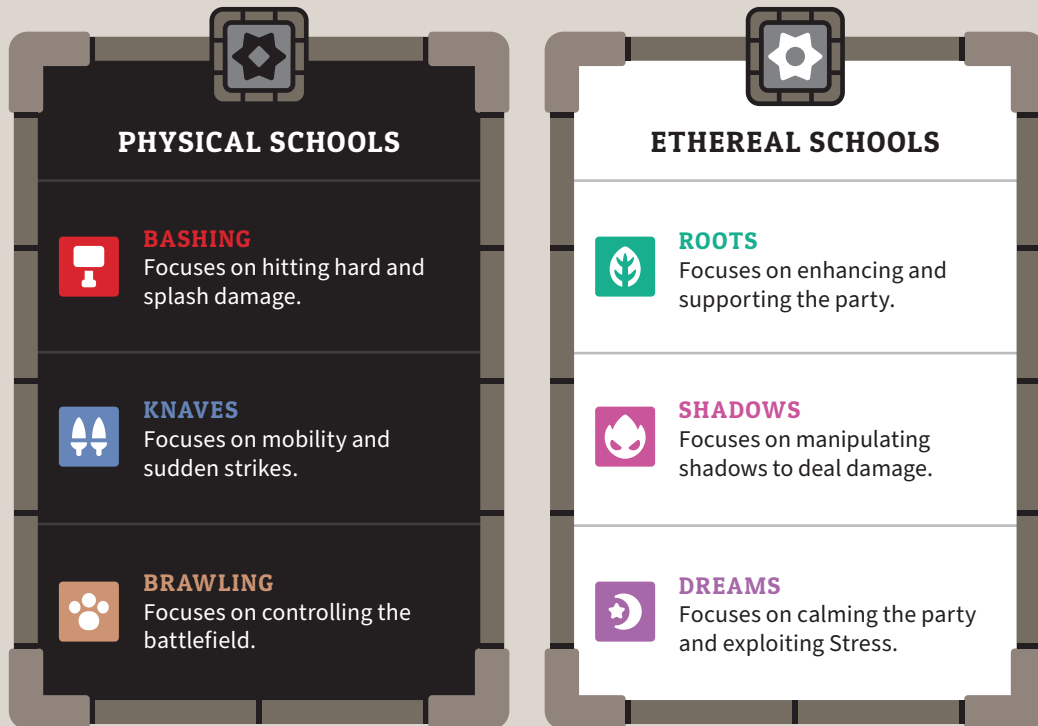 PHYSICAL SCHOOLS
BASHING
Focuses on hitting hard and
splash damage.
KNAVES
Focuses on mobility and
sudden strikes.
BRAWLING
Focuses on controlling the
battlefield.
ETHEREAL SCHOOLS
ROOTS
Focuses on enhancing and
supporting the party.
SHADOWS
Focuses on manipulating
shadows to deal damage.
DREAMS
Focuses on calming the party
and exploiting Stress.